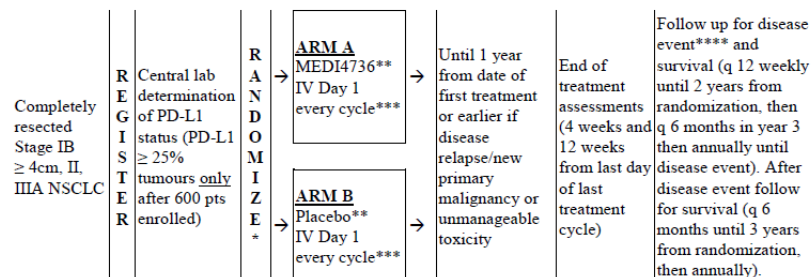 Completely
resected
Stage IB
≥ 4cm, II,
IIIA NSCLC
R
E
G
I
S
T
E
R
Central lab
determination
of PD-L1
status (PD-L1
≥ 25%
tumours only
after 600 pts
enrolled)
R
A
N
D
O
M
I
Z
E
*
→
ARM A
MEDI4736**
IV Day 1
every cycle***
→
→
ARM B
Placebo**
IV Day 1
every cycle***
→
Until 1 year
from date of
first treatment
or earlier if
disease
relapse/new
primary
malignancy or
unmanageable
toxicity
End of
treatment
assessments
(4 weeks and
12 weeks
from last day
of last
treatment
cycle)
Follow up for disease
event**** and
survival (q 12 weekly
until 2 years from
randomization, then
q 6 months in year 3
then annually until
disease event). After
disease event follow
for survival (q 6
months until 3 years
from randomization,
then annually).